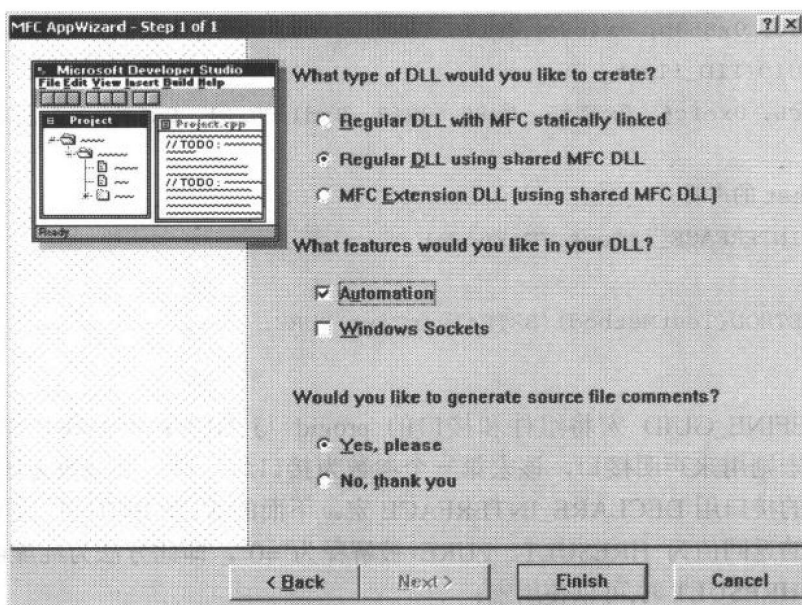 MFC AppWizard - Step 1 of 1
Microsoft Developer Studio
File Edit View Insert Build Help
Project
Project.cpp
// TODO :
// TODO :
Ready
What type of DLL would you like to create?
Regular DLL with MFC statically linked
Regular DLL using shared MFC DLL
MFC Extension DLL (using shared MFC DLL)
What features would you like in your DLL?
Automation
Windows Sockets
Would you like to generate source file comments?
Yes, please
No, thank you
< Back
Next >
Finish
Cancel